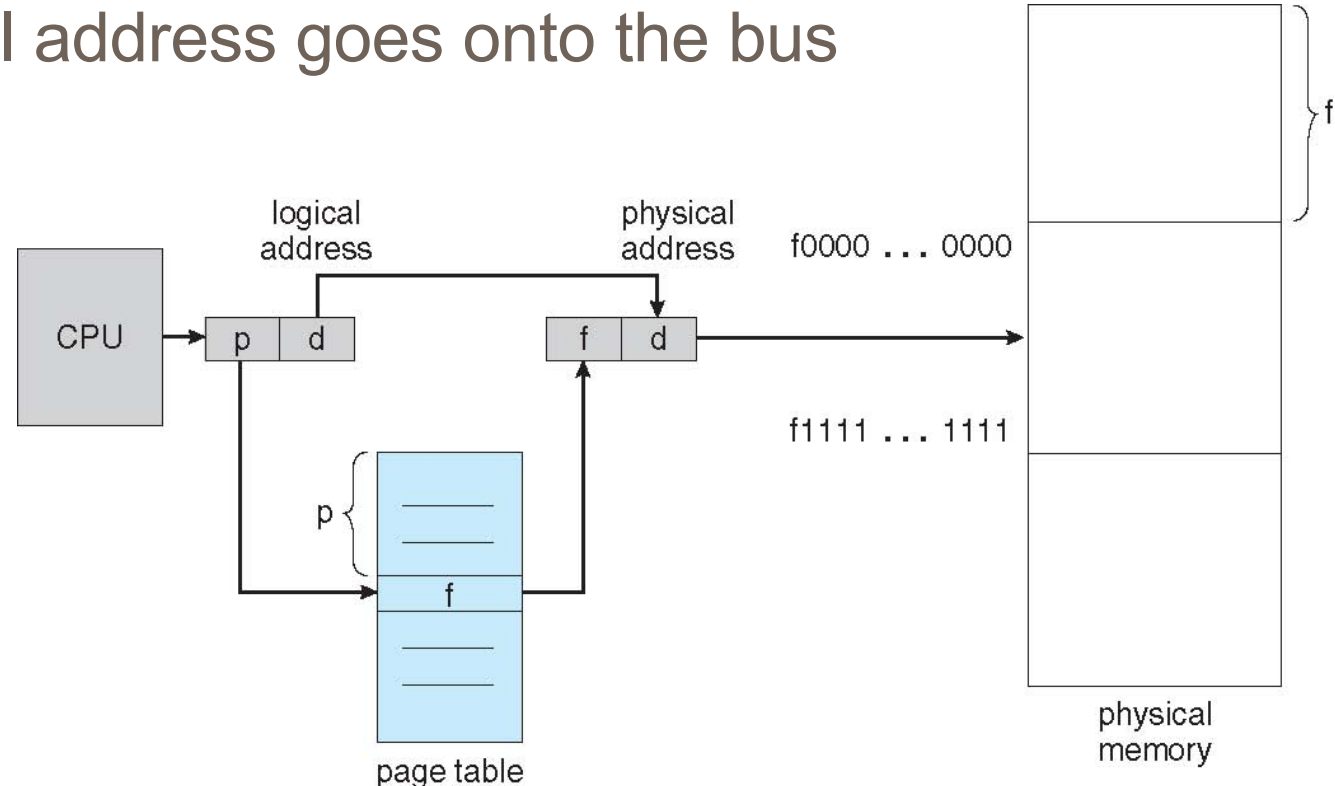 l address goes onto the bus
f
logical
address
physical
address
f0000 ... 0000
CPU
p
d
f
d
f1111 ... 1111
p
f
physical
memory
page table